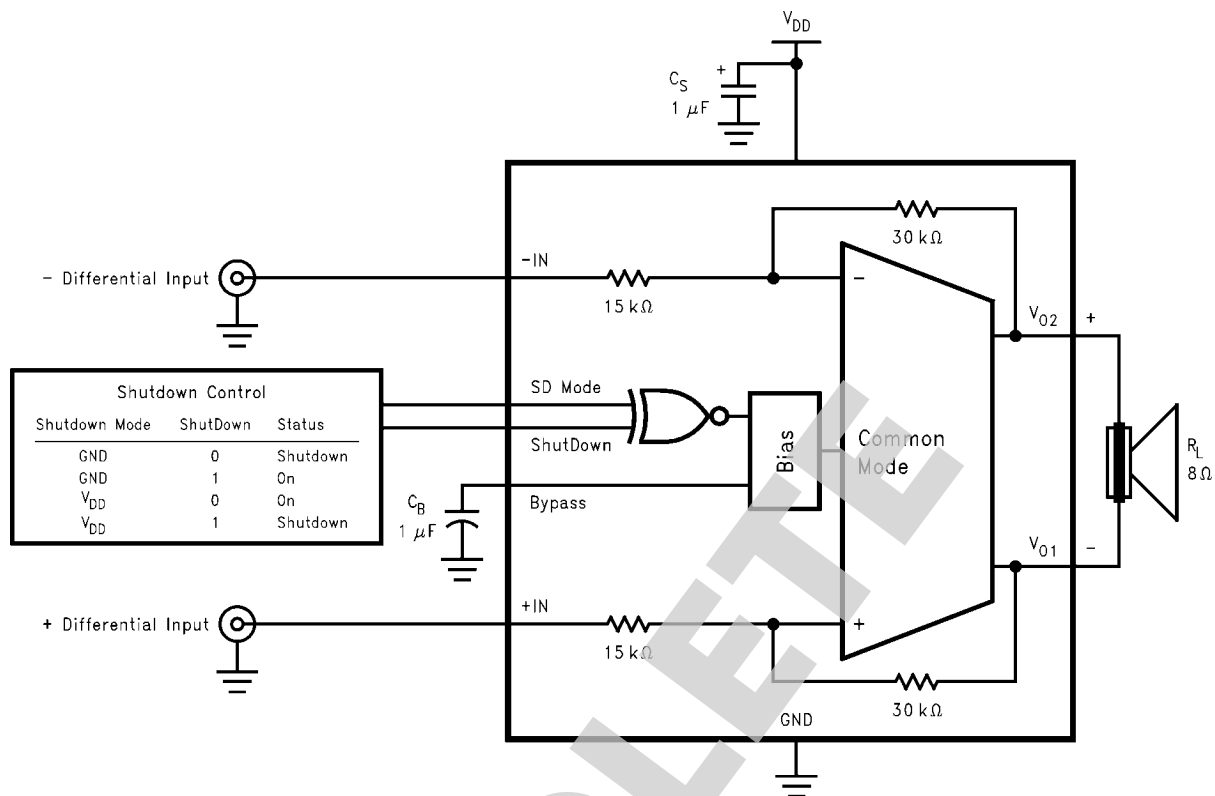 V_DD
C_S
+
1 μF
30 kΩ
- Differential Input
-IN
15 kΩ
-
V_O2
+
Shutdown Control
Shutdown Mode ShutDown Status
GND 0 Shutdown
GND 1 On
V_DD 0 On
V_DD 1 Shutdown
SD Mode
ShutDown
Bypass
C_B
1 μF
Bias
Common
Mode
R_L
8Ω
V_O1
-
+ Differential Input
+IN
15 kΩ
+
30 kΩ
GND
OLETE